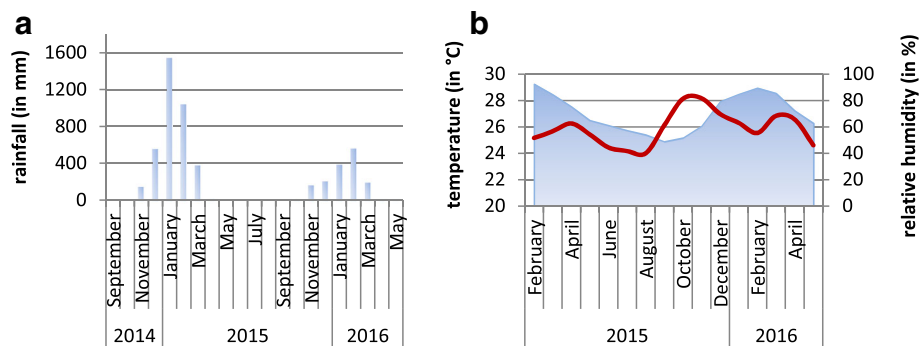 a
rainfall (in mm)
1600
1200
800
400
0
September
November
January
March
May
July
September
November
January
March
May
2014
2015
2016
b
temperature (in °C)
30
28
26
24
22
20
100
80
60
40
20
0
relative humidity (in %)
February
April
June
August
October
December
February
April
2015
2016